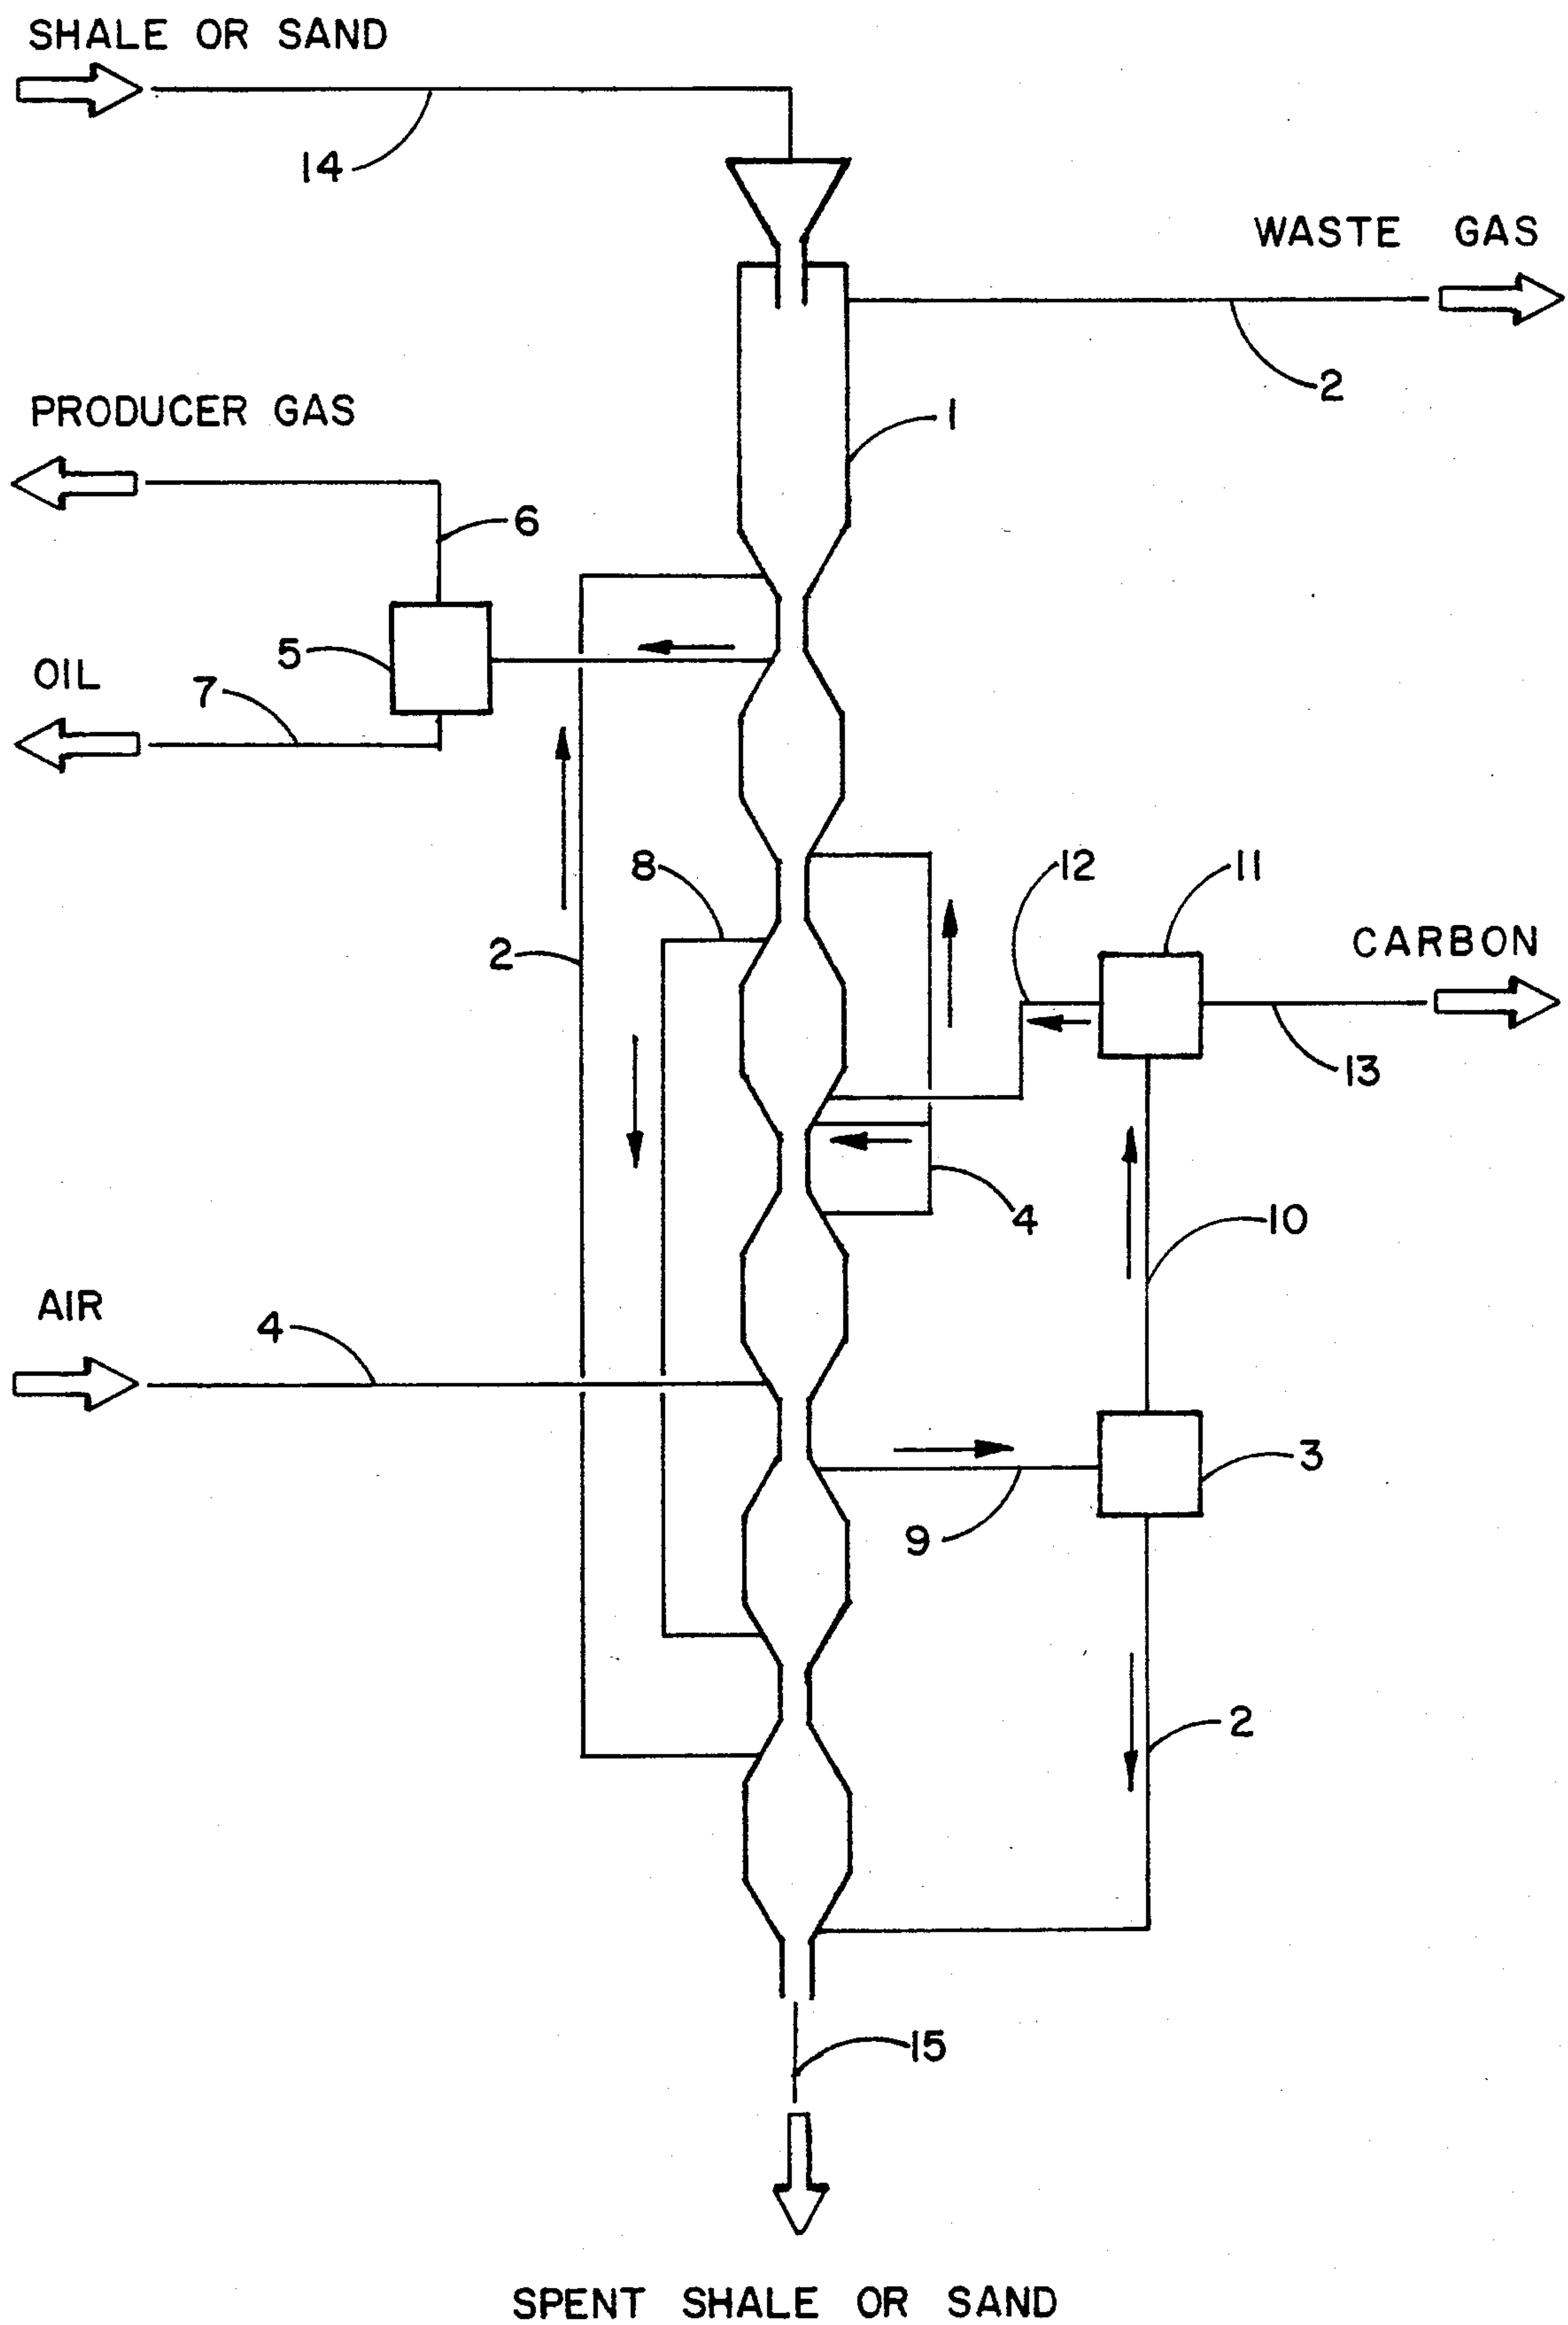 SHALE OR SAND
14
WASTE GAS
2
PRODUCER GAS
1
6
5
OIL
7
8
12
11
2
CARBON
13
4
10
AIR
4
3
9
2
15
SPENT SHALE OR SAND